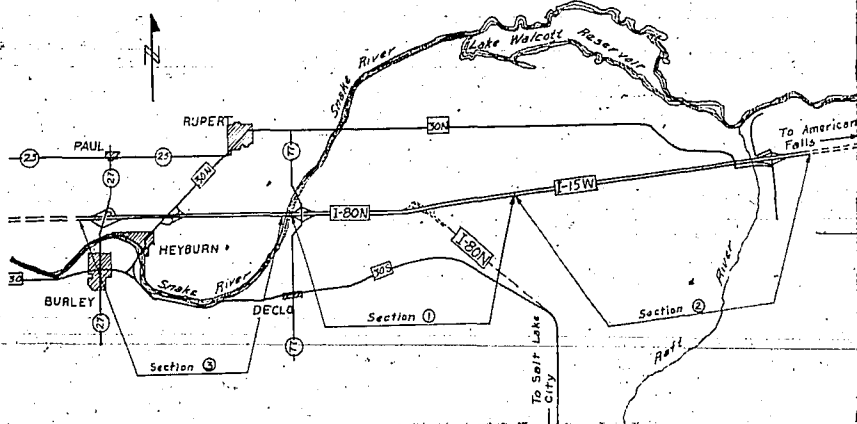 N
Lake Walcott Reservoir
Snake River
RUPERT
PAUL
25
25
30N
77
30N
To American
Falls
27
30N
I-15W
I-80N
I-80N
HEYBURN
30
BURLEY
Snake River
30S
DECLO
Section ①
Section ②
River
Raft
27
Section ③
77
To Salt Lake
City